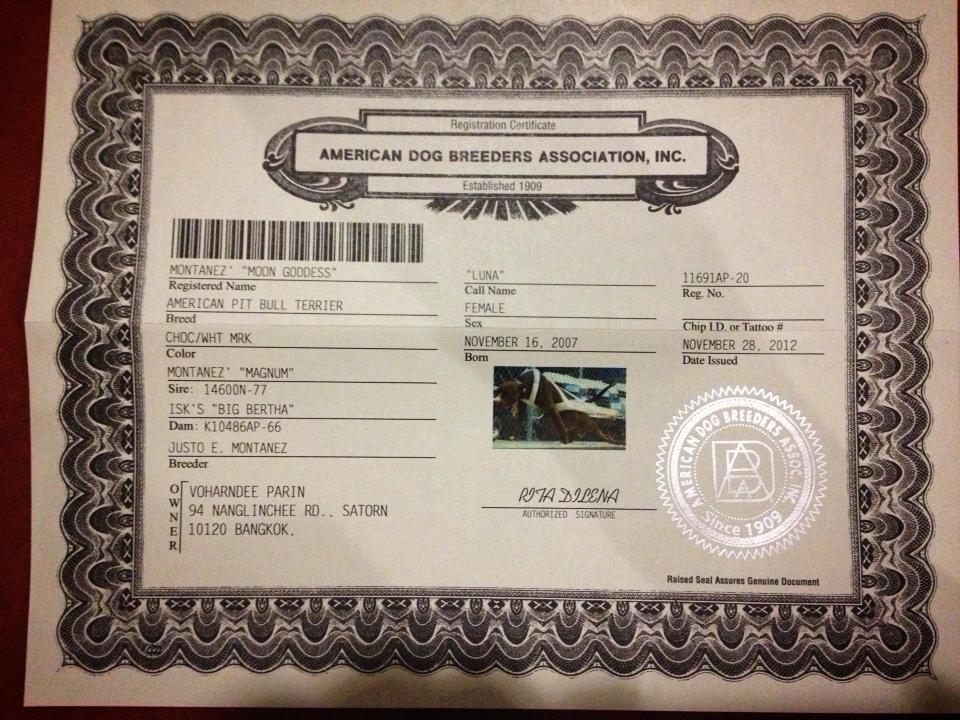 Registration Certificate
AMERICAN DOG BREEDERS ASSOCIATION, INC.
Established 1909
MONTANEZ' "MOON GODDESS"
Registered Name
"LUNA"
Call Name
11691AP-20
Reg. No.
AMERICAN PIT BULL TERRIER
Breed
FEMALE
Sex
Chip I.D. or Tattoo #
CHOC/WHT MRK
Color
NOVEMBER 16, 2007
Born
NOVEMBER 28, 2012
Date Issued
MONTANEZ' "MAGNUM"
Sire: 14600N-77
ISK'S "BIG BERTHA"
Dam: K10486AP-66
JUSTO E. MONTANEZ
Breeder
OWNER
VOHARNDEE PARIN
94 NANGLINCHEE RD., SATORN
10120 BANGKOK,
RITA DILENA
AUTHORIZED SIGNATURE
AMERICAN DOG BREEDERS ASSOC. INC.
ADBA
Since 1909
Raised Seal Assures Genuine Document